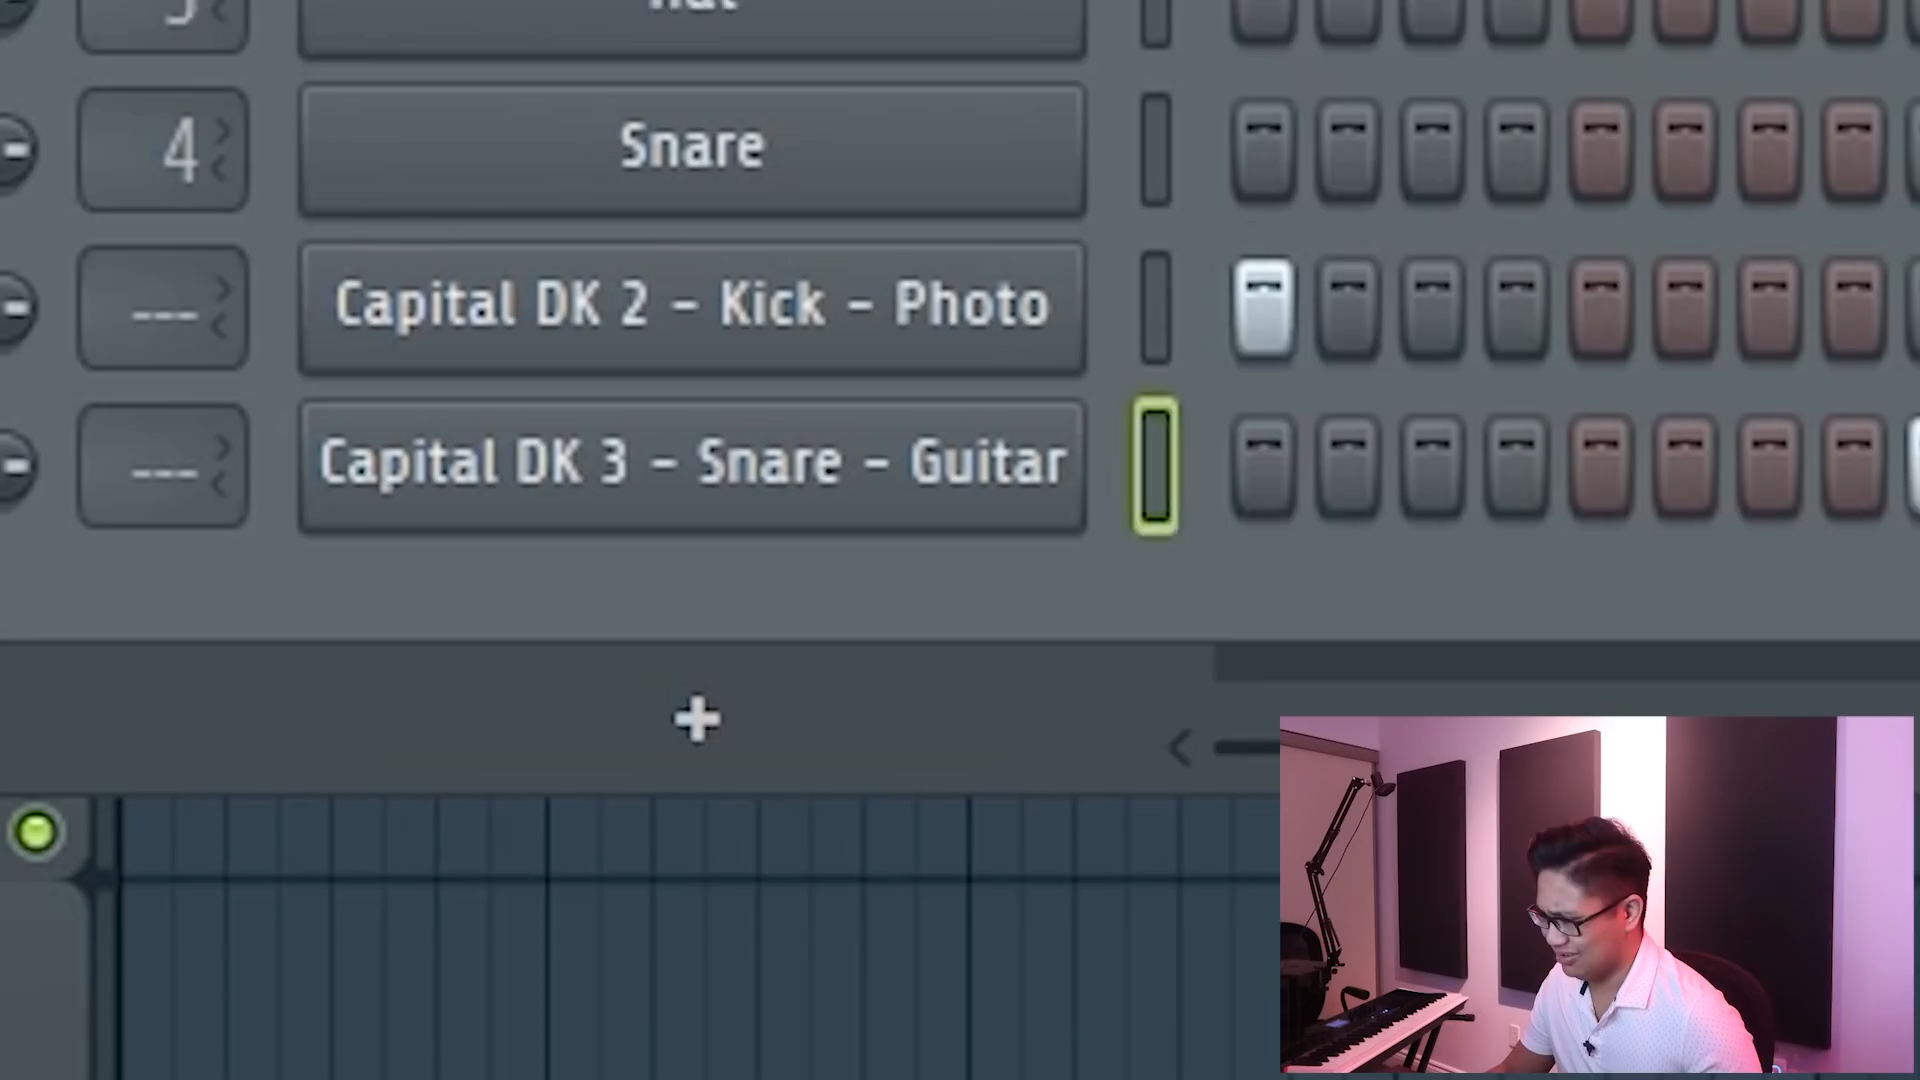 4
Snare
---
Capital DK 2 - Kick - Photo
---
Capital DK 3 - Snare - Guitar
+